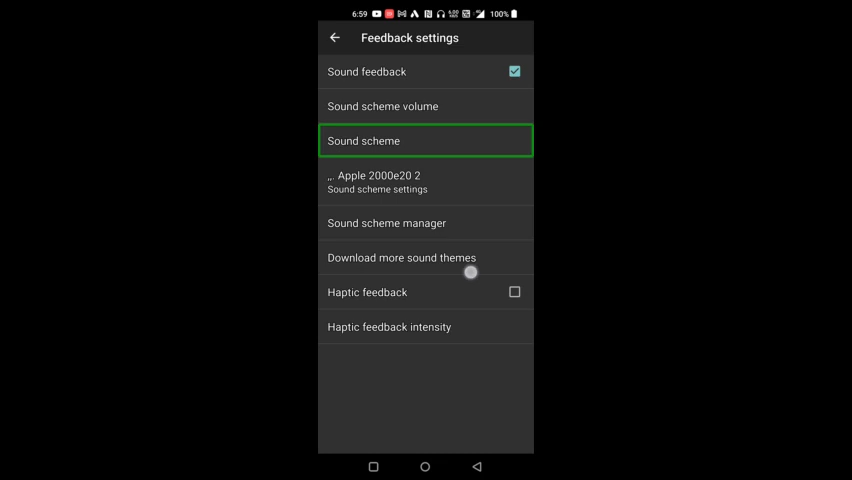 6:59 100%
Feedback settings
Sound feedback
Sound scheme volume
Sound scheme
,,. Apple 2000e20 2
Sound scheme settings
Sound scheme manager
Download more sound themes
Haptic feedback
Haptic feedback intensity